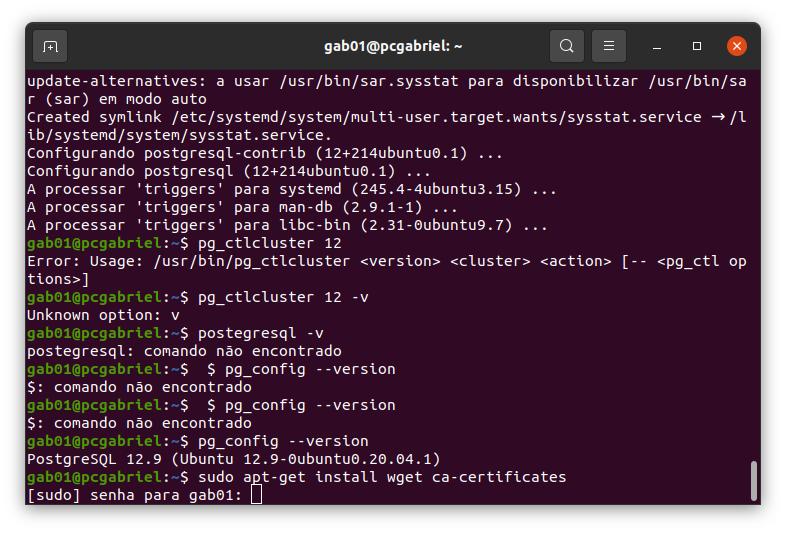 gab01@pcgabriel: ~
update-alternatives: a usar /usr/bin/sar.sysstat para disponibilizar /usr/bin/sa
r (sar) em modo auto
Created symlink /etc/systemd/system/multi-user.target.wants/sysstat.service → /l
ib/systemd/system/sysstat.service.
Configurando postgresql-contrib (12+214ubuntu0.1) ...
Configurando postgresql (12+214ubuntu0.1) ...
A processar 'triggers' para systemd (245.4-4ubuntu3.15) ...
A processar 'triggers' para man-db (2.9.1-1) ...
A processar 'triggers' para libc-bin (2.31-0ubuntu9.7) ...
gab01@pcgabriel:~$ pg_ctlcluster 12
Error: Usage: /usr/bin/pg_ctlcluster <version> <cluster> <action> [-- <pg_ctl op
tions>]
gab01@pcgabriel:~$ pg_ctlcluster 12 -v
Unknown option: v
gab01@pcgabriel:~$ postegresql -v
postegresql: comando não encontrado
gab01@pcgabriel:~$  $ pg_config --version
$: comando não encontrado
gab01@pcgabriel:~$  $ pg_config --version
$: comando não encontrado
gab01@pcgabriel:~$ pg_config --version
PostgreSQL 12.9 (Ubuntu 12.9-0ubuntu0.20.04.1)
gab01@pcgabriel:~$ sudo apt-get install wget ca-certificates
[sudo] senha para gab01: